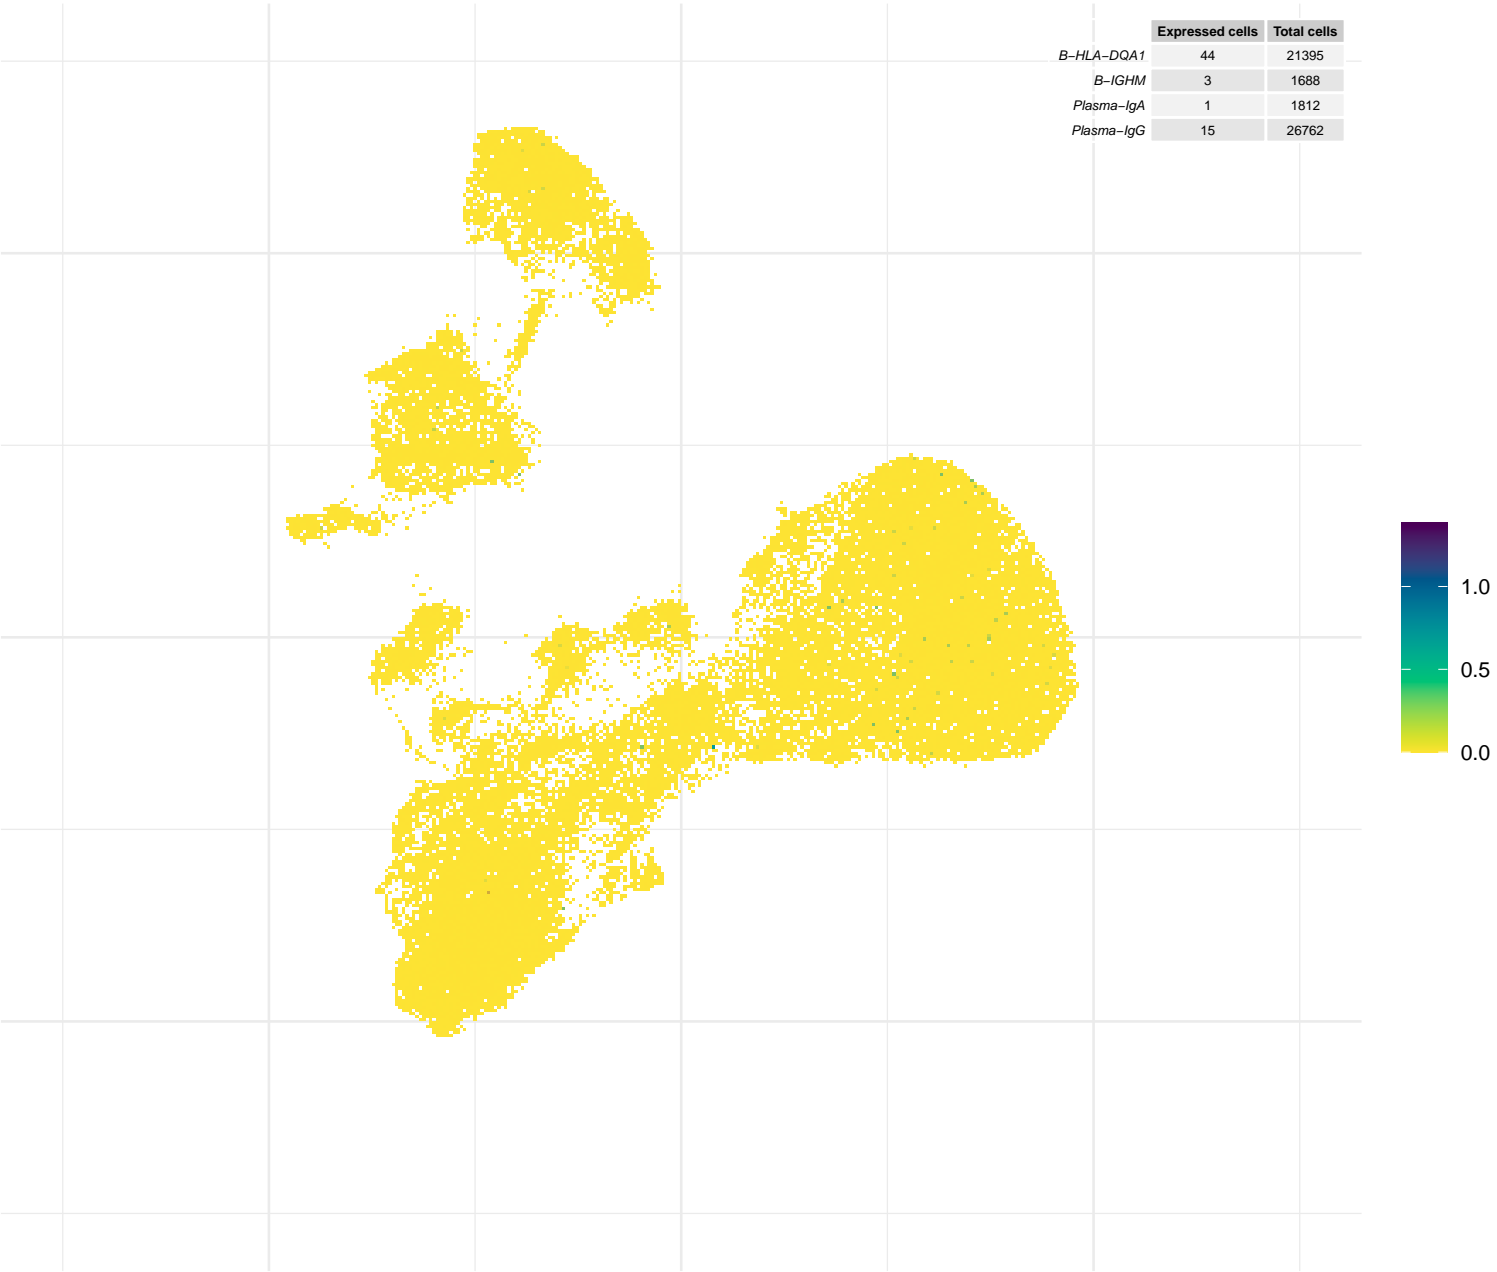 Expressed cells Total cells
B−HLA−DQA1 44 21395
B−IGHM 3 1688
Plasma−IgA 1 1812
Plasma−IgG 15 26762
1.0
0.5
0.0